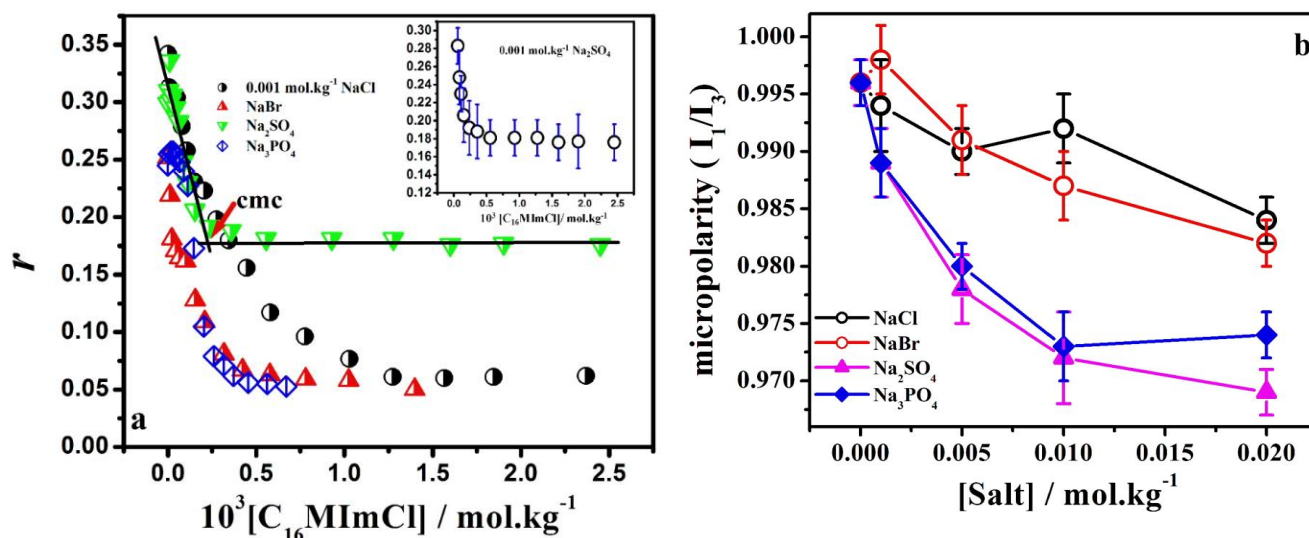 0.35
0.30
0.25
0.20
0.15
0.10
0.05
0.00
r
0.001 mol.kg⁻¹ NaCl
NaBr
Na₂SO₄
Na₃PO₄
cmc
a
0.0 0.5 1.0 1.5 2.0 2.5
10³[C₁₆MImCl] / mol.kg⁻¹
0.30
0.28
0.26
0.24
0.22
0.20
0.18
0.16
0.14
0.12
0.001 mol.kg⁻¹ Na₂SO₄
0.0 0.5 1.0 1.5 2.0 2.5
10³ [C₁₆MImCl]/ mol.kg⁻¹
b
1.000
0.995
0.990
0.985
0.980
0.975
0.970
micropolarity ( I₁/I₃ )
NaCl
NaBr
Na₂SO₄
Na₃PO₄
0.000 0.005 0.010 0.015 0.020
[Salt] / mol.kg⁻¹